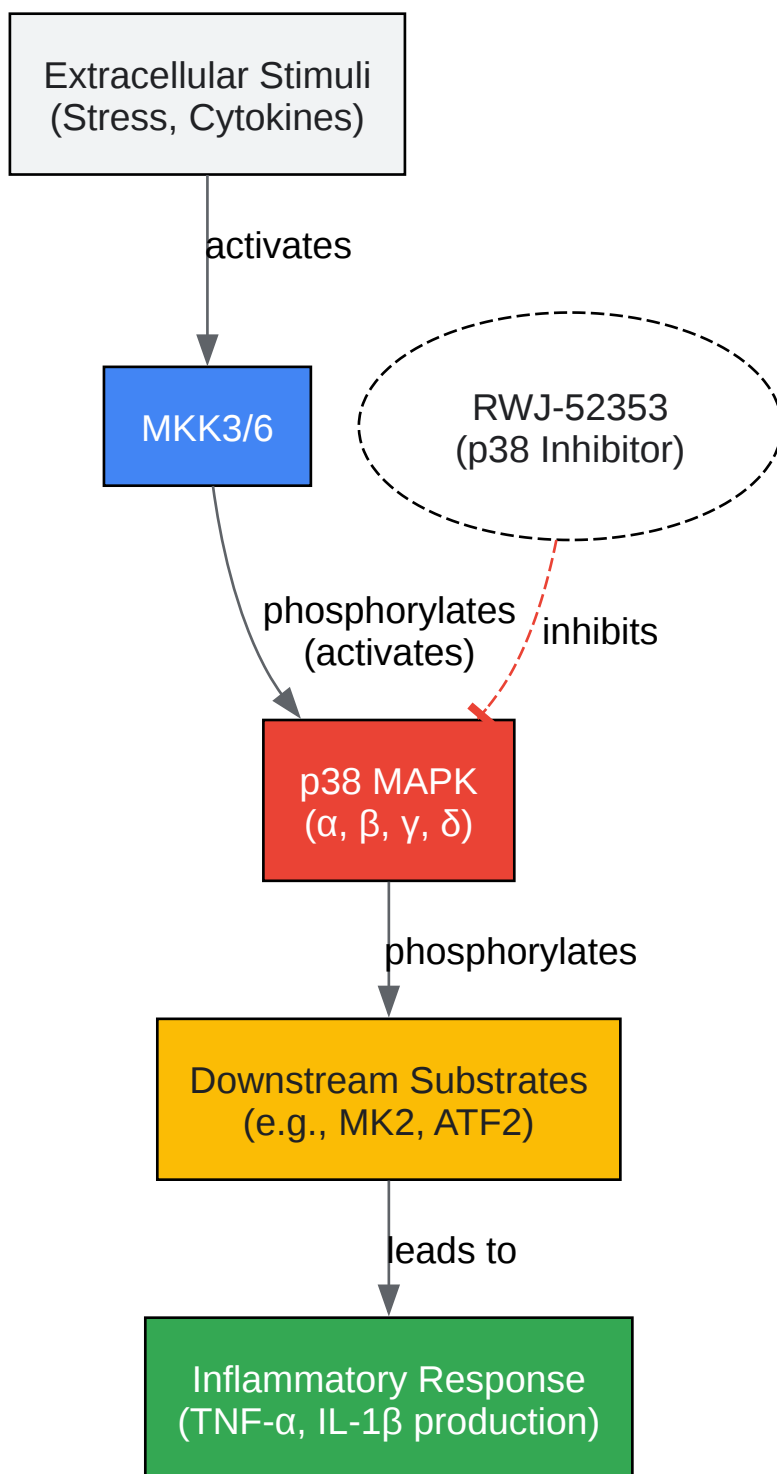 Extracellular Stimuli
(Stress, Cytokines)
activates
MKK3/6
RWJ-52353
(p38 Inhibitor)
phosphorylates
(activates)
inhibits
p38 MAPK
(α, β, γ, δ)
phosphorylates
Downstream Substrates
(e.g., MK2, ATF2)
leads to
Inflammatory Response
(TNF-α, IL-1β production)